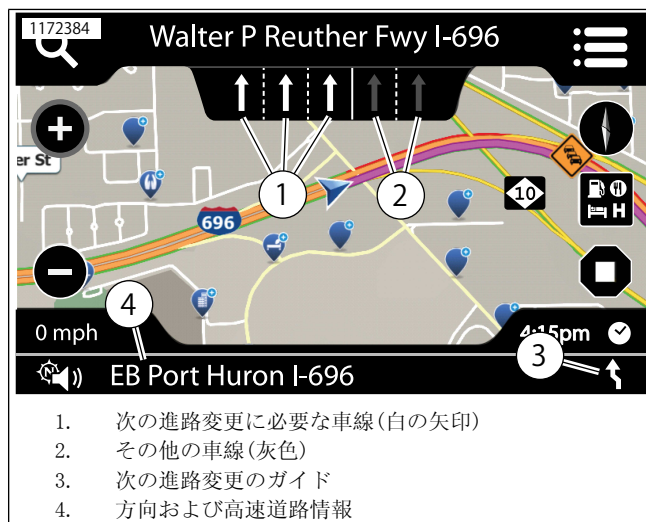 1172384
Walter P Reuther Fwy I-696
er St
1
2
10
H
696
4
0 mph
4:15pm
3
N
EB Port Huron I-696
1. 次の進路変更に必要な車線(白の矢印)
2. その他の車線(灰色)
3. 次の進路変更のガイド
4. 方向および高速道路情報